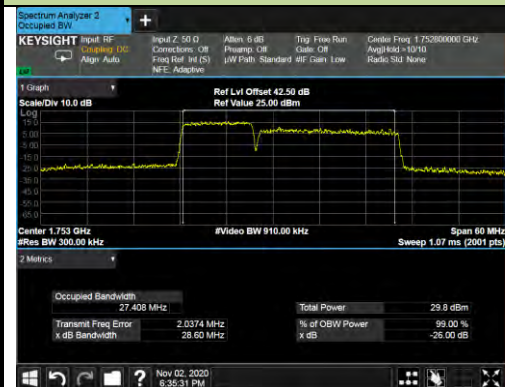 Spectrum Analyzer 2
Occupied BW
+
KEYSIGHT Input: RF Input Z: 50 Ω Atten: 6 dB Trig: Free Run Center Freq: 1.752800000 GHz
Coupling: DC Corrections: Off Preamp: Off Gate: Off Avg|Hold:>10/10
Align: Auto Freq Ref: Int (S) µW Path: Standard #IF Gain: Low Radio Std: None
NFE: Adaptive
1 Graph
Ref Lvl Offset 42.50 dB
Scale/Div 10.0 dB Ref Value 25.00 dBm
Log
15.0
5.00
-5.00
-15.0
-25.0
-35.0
-45.0
-55.0
-65.0
Center 1.753 GHz #Video BW 910.00 kHz Span 60 MHz
#Res BW 300.00 kHz Sweep 1.07 ms (2001 pts)
2 Metrics
Occupied Bandwidth
27.408 MHz Total Power 29.8 dBm
Transmit Freq Error 2.0374 MHz % of OBW Power 99.00 %
x dB Bandwidth 28.60 MHz x dB -26.00 dB
? Nov 02, 2020
6:35:31 PM